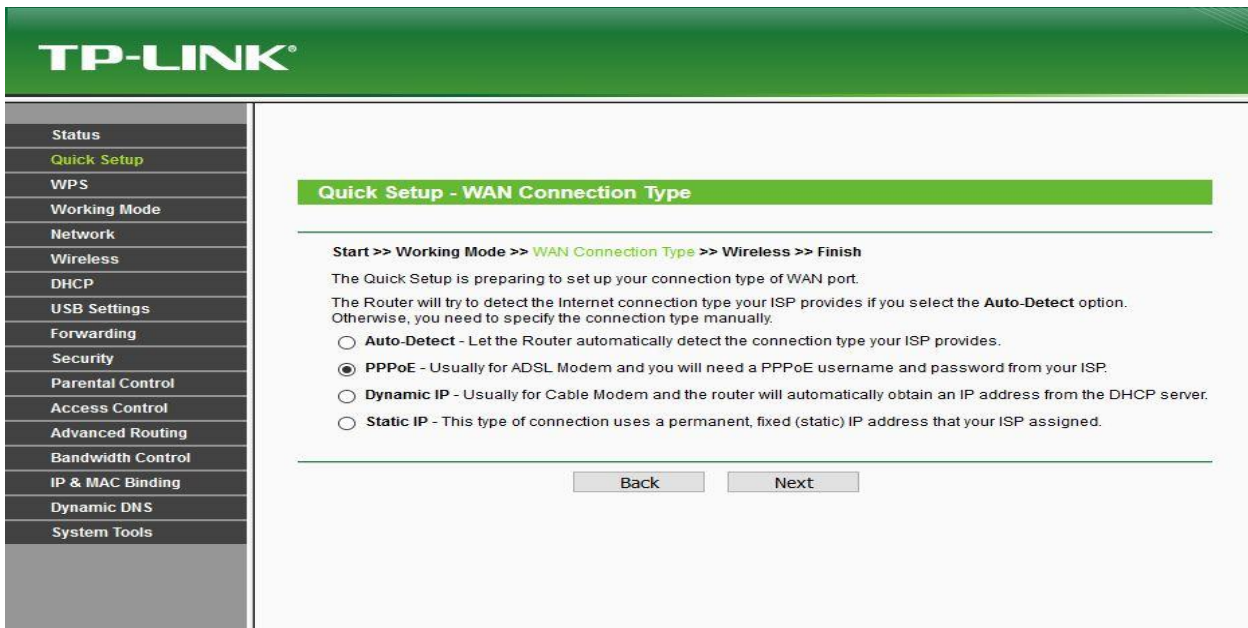 TP-LINK®
Status
Quick Setup
WPS
Working Mode
Network
Wireless
DHCP
USB Settings
Forwarding
Security
Parental Control
Access Control
Advanced Routing
Bandwidth Control
IP & MAC Binding
Dynamic DNS
System Tools
Quick Setup - WAN Connection Type
Start >> Working Mode >> WAN Connection Type >> Wireless >> Finish
The Quick Setup is preparing to set up your connection type of WAN port.
The Router will try to detect the Internet connection type your ISP provides if you select the Auto-Detect option.
Otherwise, you need to specify the connection type manually.
Auto-Detect - Let the Router automatically detect the connection type your ISP provides.
PPPoE - Usually for ADSL Modem and you will need a PPPoE username and password from your ISP.
Dynamic IP - Usually for Cable Modem and the router will automatically obtain an IP address from the DHCP server.
Static IP - This type of connection uses a permanent, fixed (static) IP address that your ISP assigned.
Back Next